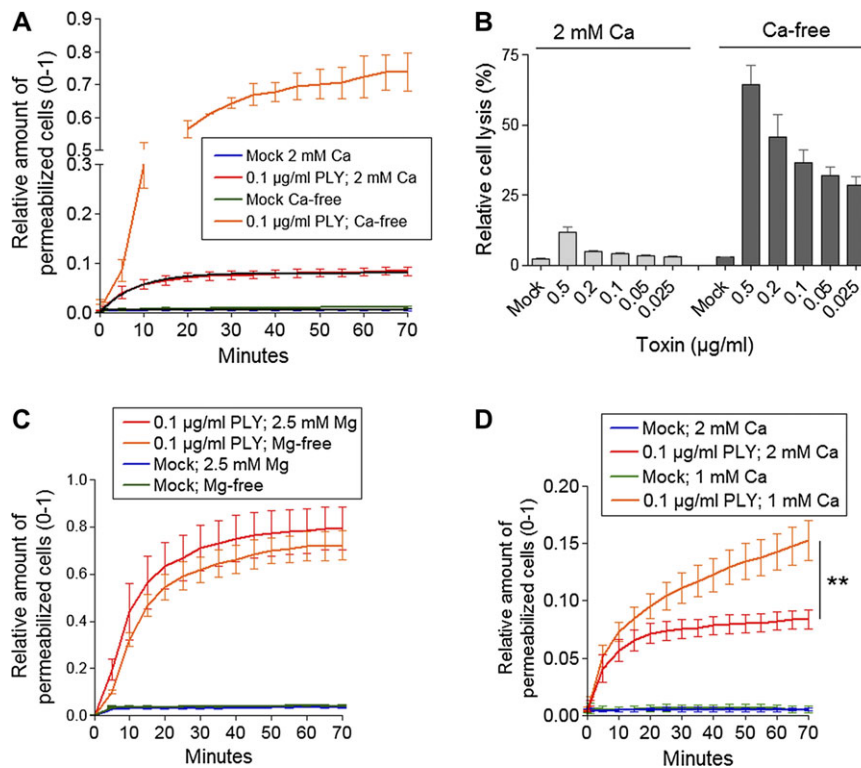 A
Relative amount of
permeabilized cells (0-1)
0.8
0.7
0.6
0.5
0.3
0.2
0.1
0.0
Mock 2 mM Ca
0.1 µg/ml PLY; 2 mM Ca
Mock Ca-free
0.1 µg/ml PLY; Ca-free
0 10 20 30 40 50 60 70
Minutes
B
2 mM Ca Ca-free
Relative cell lysis (%)
75
50
25
0
Mock 0.5 0.2 0.1 0.05 0.025 Mock 0.5 0.2 0.1 0.05 0.025
Toxin (µg/ml)
C
0.1 µg/ml PLY; 2.5 mM Mg
0.1 µg/ml PLY; Mg-free
Mock; 2.5 mM Mg
Mock; Mg-free
Relative amount of
permeabilized cells (0-1)
1.0
0.8
0.6
0.4
0.2
0.0
0 10 20 30 40 50 60 70
Minutes
D
Mock; 2 mM Ca
0.1 µg/ml PLY; 2 mM Ca
Mock; 1 mM Ca
0.1 µg/ml PLY; 1 mM Ca
Relative amount of
permeabilized cells (0-1)
0.20
0.15
0.10
0.05
0.00
**
0 10 20 30 40 50 60 70
Minutes